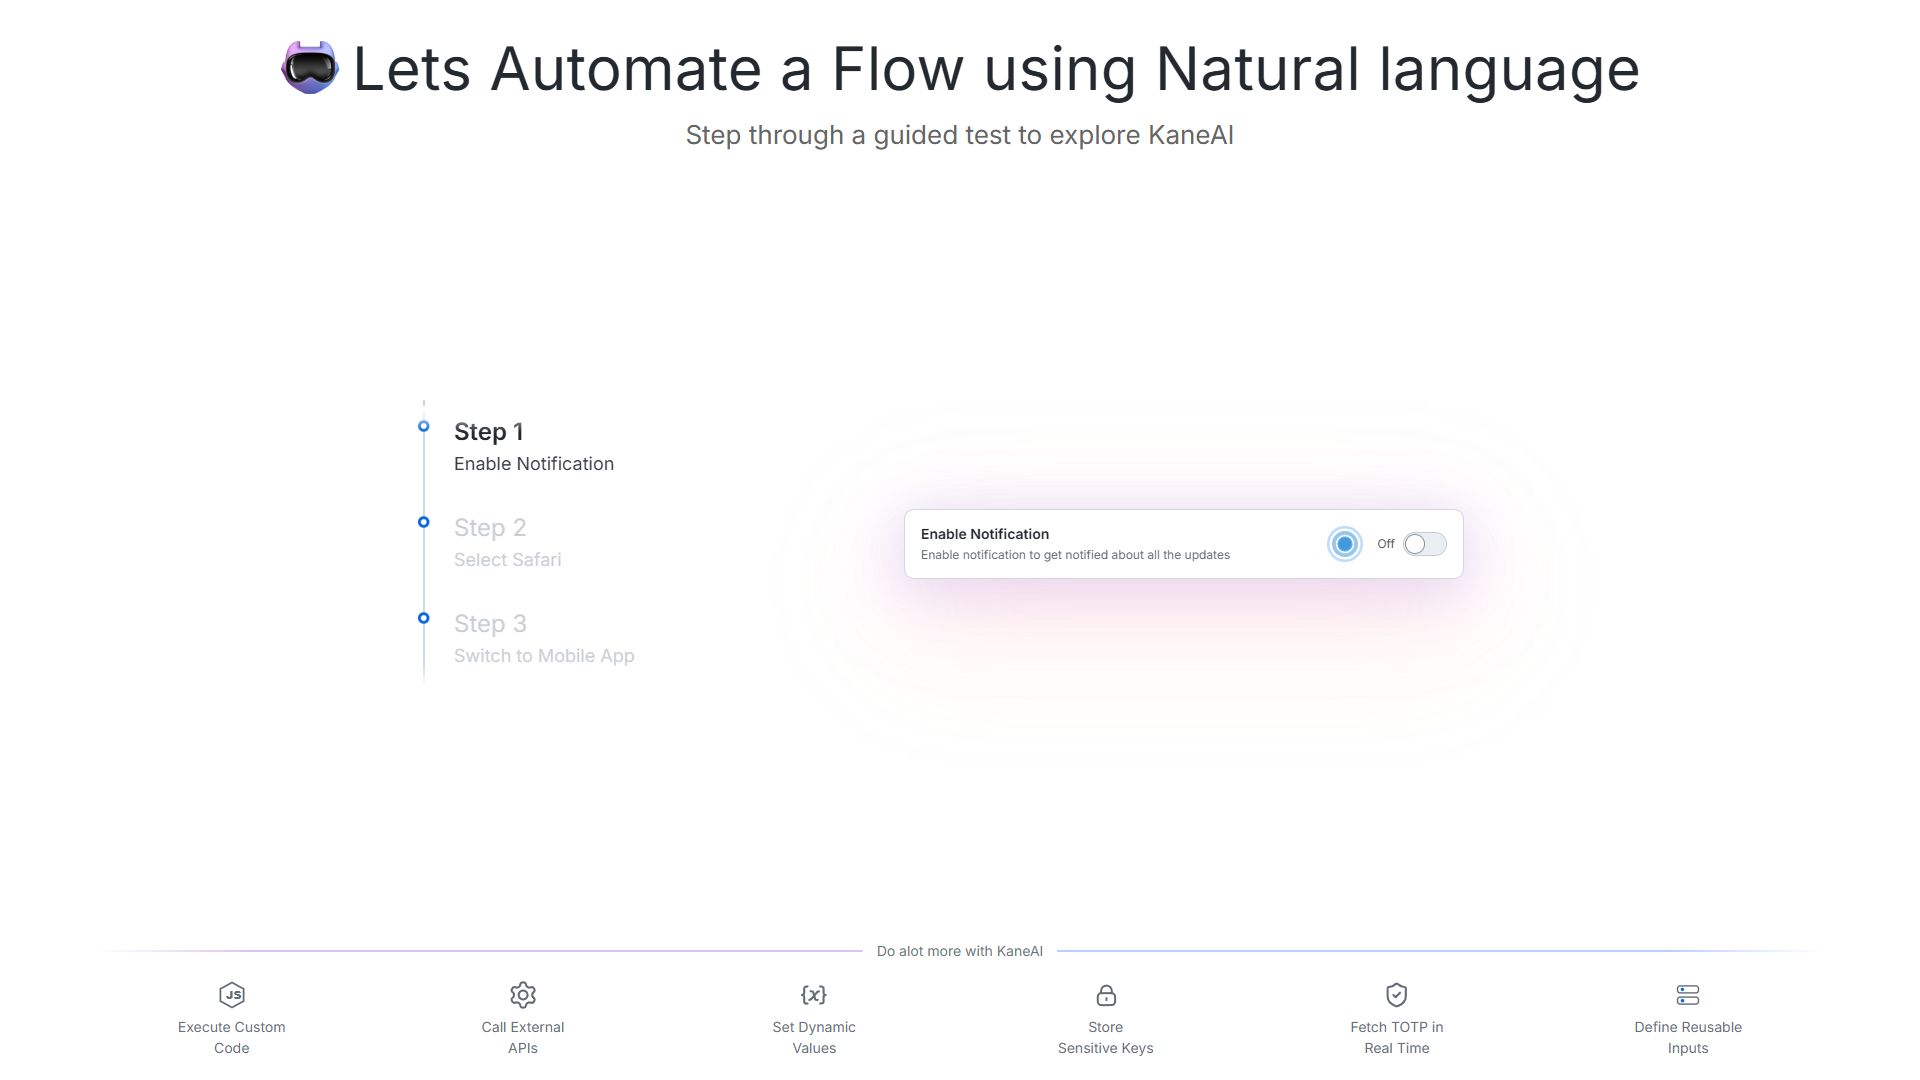 Lets Automate a Flow using Natural language
Step through a guided test to explore KaneAI
Step 1
Enable Notification
Step 2
Select Safari
Step 3
Switch to Mobile App
Enable Notification
Enable notification to get notified about all the updates
Off
Do alot more with KaneAI
JS
Execute Custom
Code
Call External
APIs
{x}
Set Dynamic
Values
Store
Sensitive Keys
Fetch TOTP in
Real Time
Define Reusable
Inputs